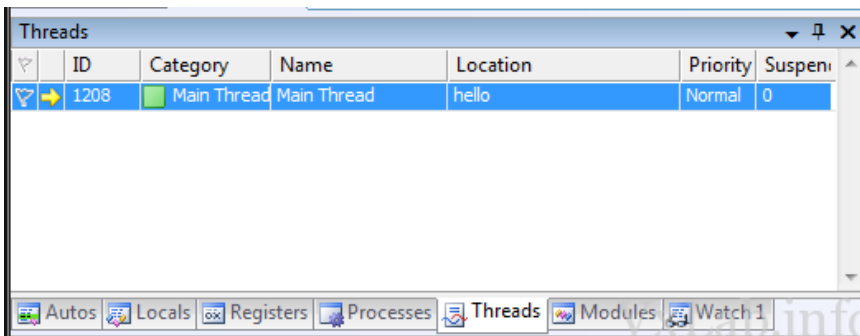 Threads
ID Category Name Location Priority Suspen
1208 Main Thread Main Thread hello Normal 0
Autos Locals Registers Processes Threads Modules Watch 1